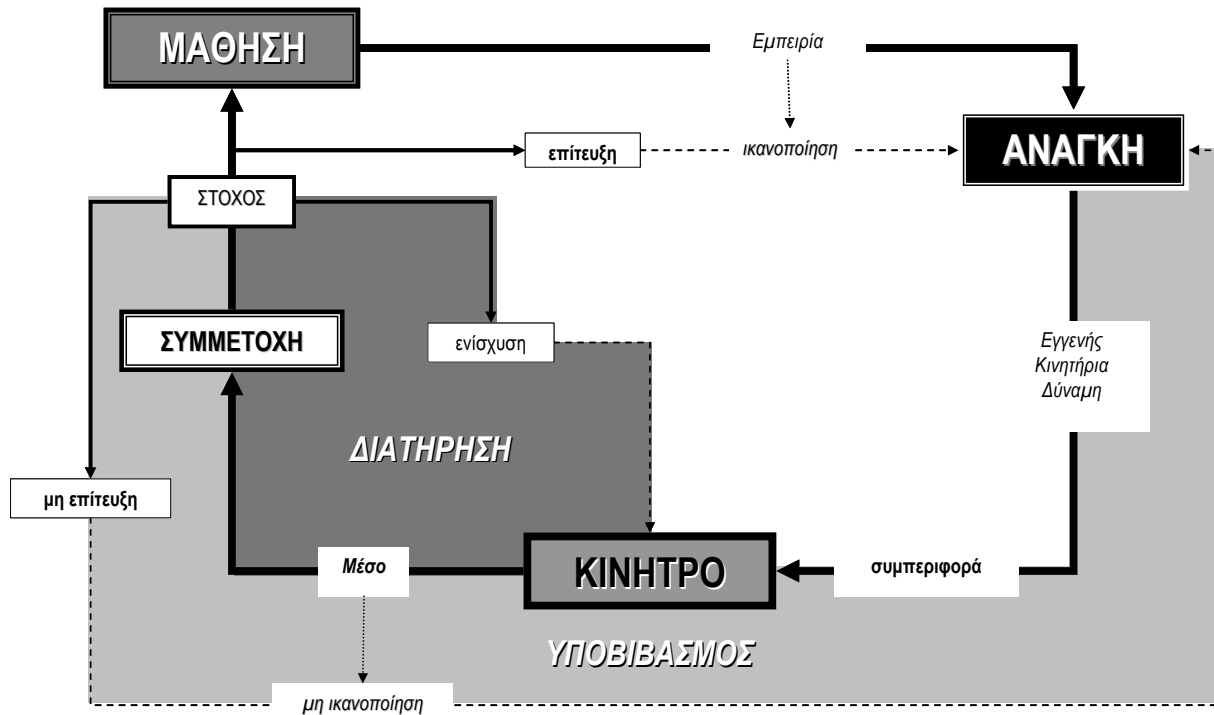 ΜΑΘΗΣΗ
Εμπειρία
επίτευξη
ικανοποίηση
ΑΝΑΓΚΗ
ΣΤΟΧΟΣ
ΣΥΜΜΕΤΟΧΗ
ενίσχυση
Εγγενής
Κινητήρια
Δύναμη
ΔΙΑΤΗΡΗΣΗ
μη επίτευξη
Μέσο
ΚΙΝΗΤΡΟ
συμπεριφορά
ΥΠΟΒΙΒΑΣΜΟΣ
μη ικανοποίηση